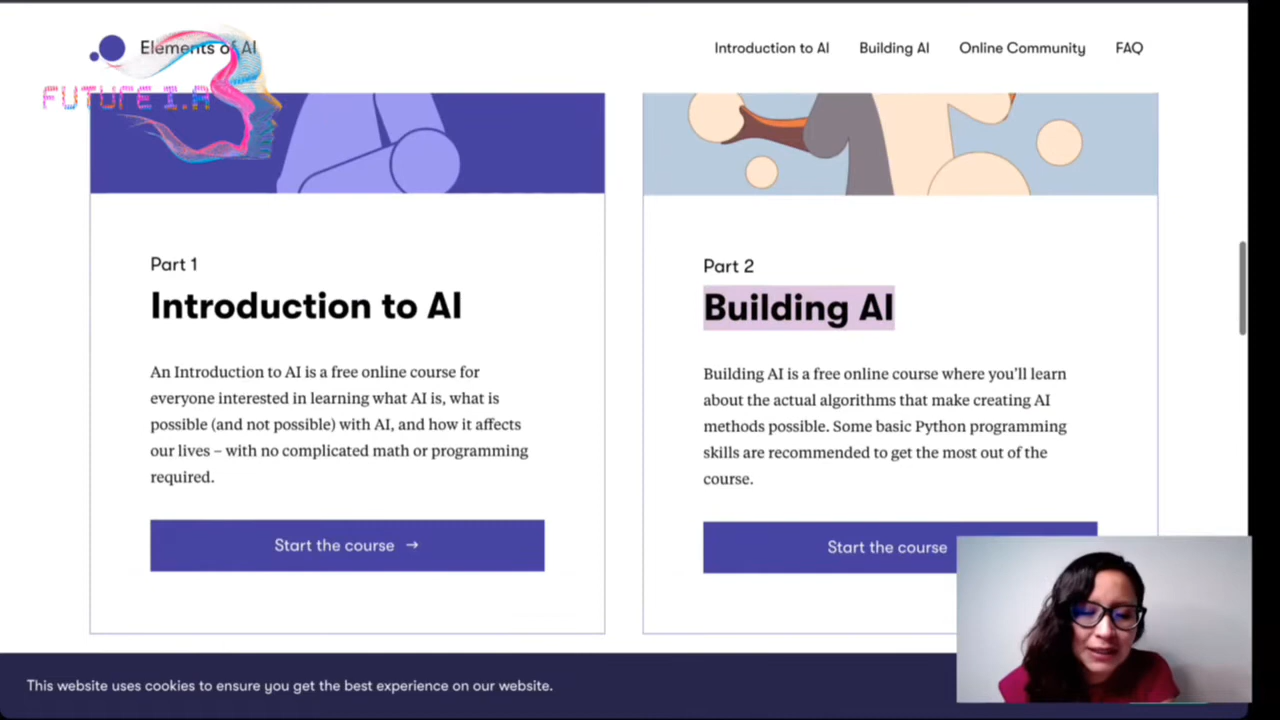 Elements of AI
Introduction to AI
Building AI
Online Community
FAQ
FUTURE I.A
Part 1
Introduction to AI
An Introduction to AI is a free online course for
everyone interested in learning what AI is, what is
possible (and not possible) with AI, and how it affects
our lives – with no complicated math or programming
required.
Start the course →
Part 2
Building AI
Building AI is a free online course where you'll learn
about the actual algorithms that make creating AI
methods possible. Some basic Python programming
skills are recommended to get the most out of the
course.
Start the course
This website uses cookies to ensure you get the best experience on our website.